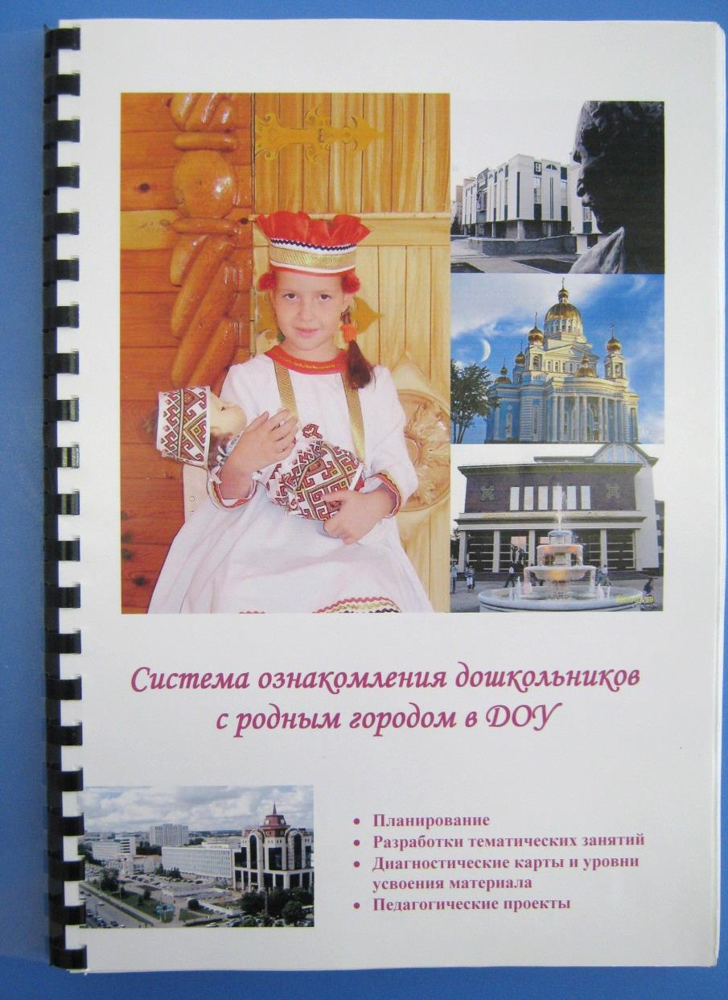 Система ознакомления дошкольников
с родным городом в ДОУ
• Планирование
• Разработки тематических занятий
• Диагностические карты и уровни
усвоения материала
• Педагогические проекты